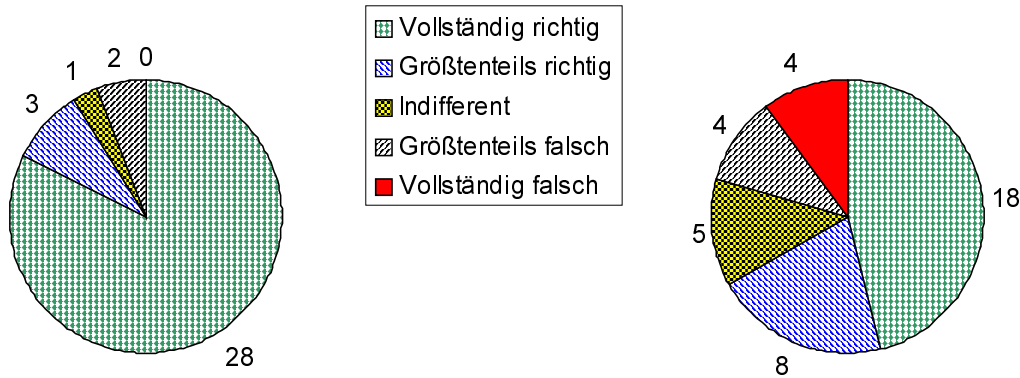 Vollständig richtig
Größtenteils richtig
Indifferent
Größtenteils falsch
Vollständig falsch
0
2
1
3
28
4
4
5
8
18